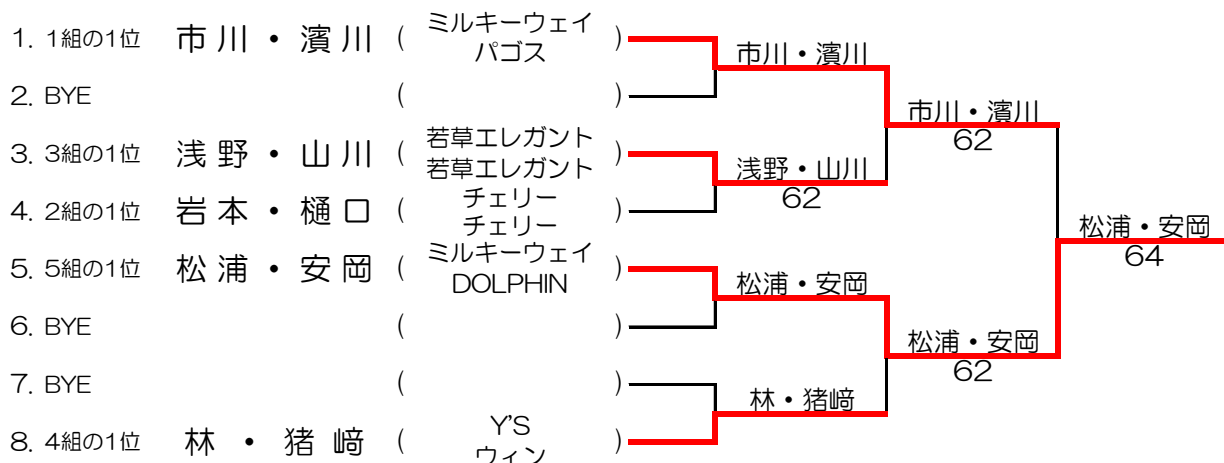 1. 1組の1位 市川・濱川 ( ミルキーウェイ パゴス )
2. BYE ( )
3. 3組の1位 浅野・山川 ( 若草エレガント 若草エレガント )
4. 2組の1位 岩本・樋口 ( チェリー チェリー )
5. 5組の1位 松浦・安岡 ( ミルキーウェイ DOLPHIN )
6. BYE ( )
7. BYE ( )
8. 4組の1位 林・猪﨑 ( Y'S ウィン )
市川・濱川
浅野・山川
62
松浦・安岡
林・猪﨑
市川・濱川
62
松浦・安岡
62
松浦・安岡
64